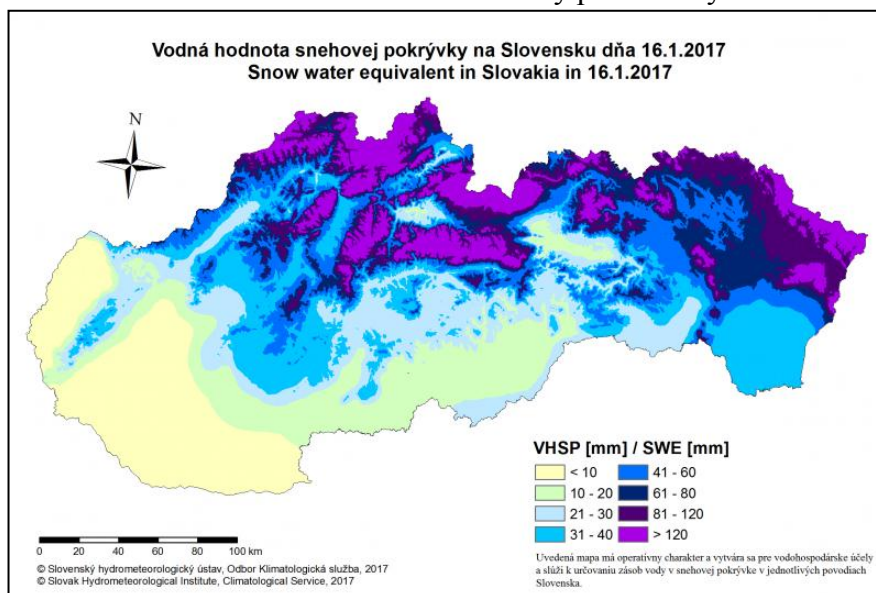 Vodná hodnota snehovej pokrývky na Slovensku dňa 16.1.2017
Snow water equivalent in Slovakia in 16.1.2017
N
VHSP [mm] / SWE [mm]
< 10
41 - 60
10 - 20
61 - 80
21 - 30
81 - 120
31 - 40
> 120
0 20 40 60 80 100 km
© Slovenský hydrometeorologický ústav, Odbor Klimatologická služba, 2017
© Slovak Hydrometeorological Institute, Climatological Service, 2017
Uvedená mapa má operatívny charakter a vytvára sa pre vodohospodárske účely
a slúži k určovaniu zásob vody v snehovej pokrývke v jednotlivých povodiach
Slovenska.